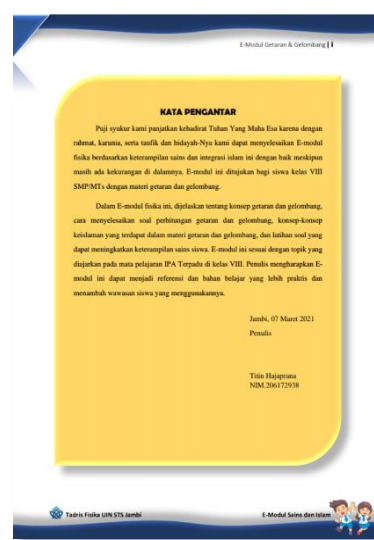 E-Modul Getaran & Gelombang | i
KATA PENGANTAR
Puji syukur kami panjatkan kehadirat Tuhan Yang Maha Esa karena dengan
rahmat, karunia, serta taufik dan hidayah-Nya kami dapat menyelesaikan E-modul
fisika berdasarkan keterampilan sains dan integrasi islam ini dengan baik meskipun
masih ada kekurangan di dalamnya. E-modul ini ditujukan bagi siswa kelas VIII
SMP/MTs dengan materi getaran dan gelombang.
Dalam E-modul fisika ini, dijelaskan tentang konsep getaran dan gelombang,
cara menyelesaikan soal perhitungan getaran dan gelombang, konsep-konsep
keislaman yang terdapat dalam materi getaran dan gelombang, dan latihan soal yang
dapat meningkatkan keterampilan sains siswa. E-modul ini sesuai dengan topik yang
diajarkan pada mata pelajaran IPA Terpadu di kelas VIII. Penulis mengharapkan E-
modul ini dapat menjadi referensi dan bahan belajar yang lebih praktis dan
menambah wawasan siswa yang menggunakannya.
Jambi, 07 Maret 2021
Penulis
Titin Hajaprana
NIM.206172938
Tadris Fisika UIN STS Jambi
E-Modul Sains dan Islam